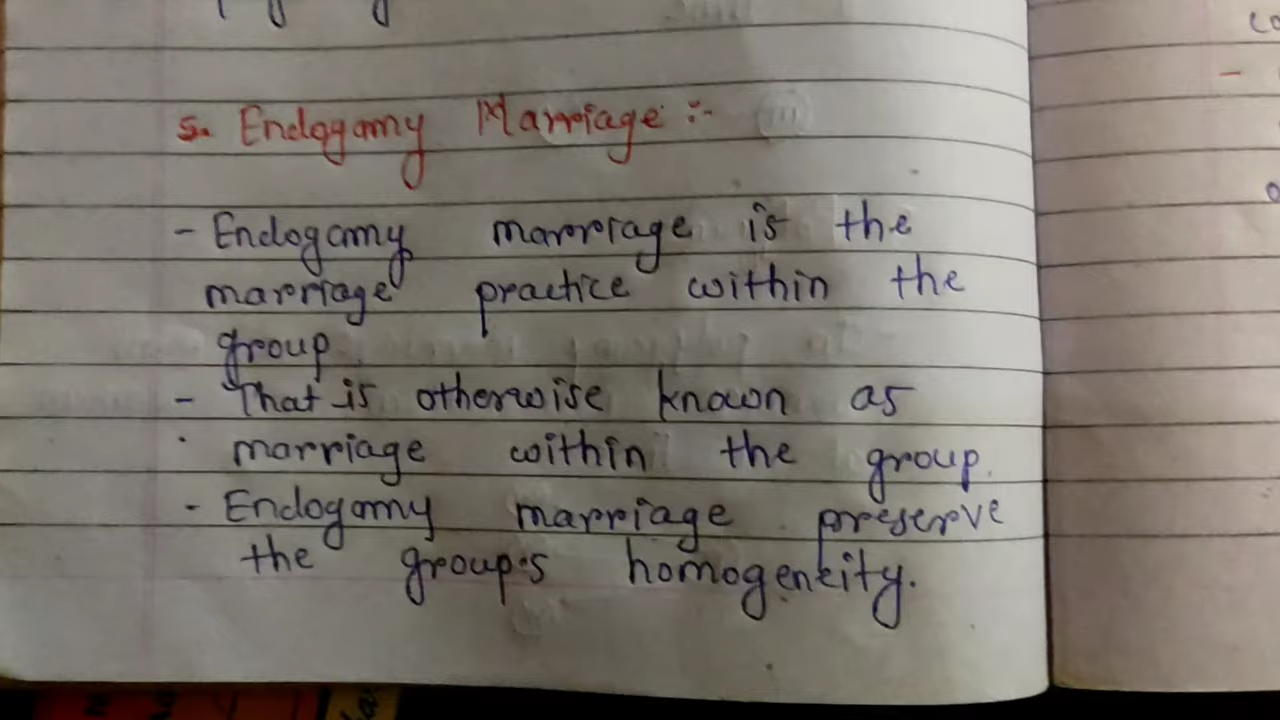 5. Endogamy Marriage :-
- Endogamy marriage is the
marriage practice within the
group
- That is otherwise known as
marriage within the group.
- Endogamy marriage preserve
the group's homogeneity.